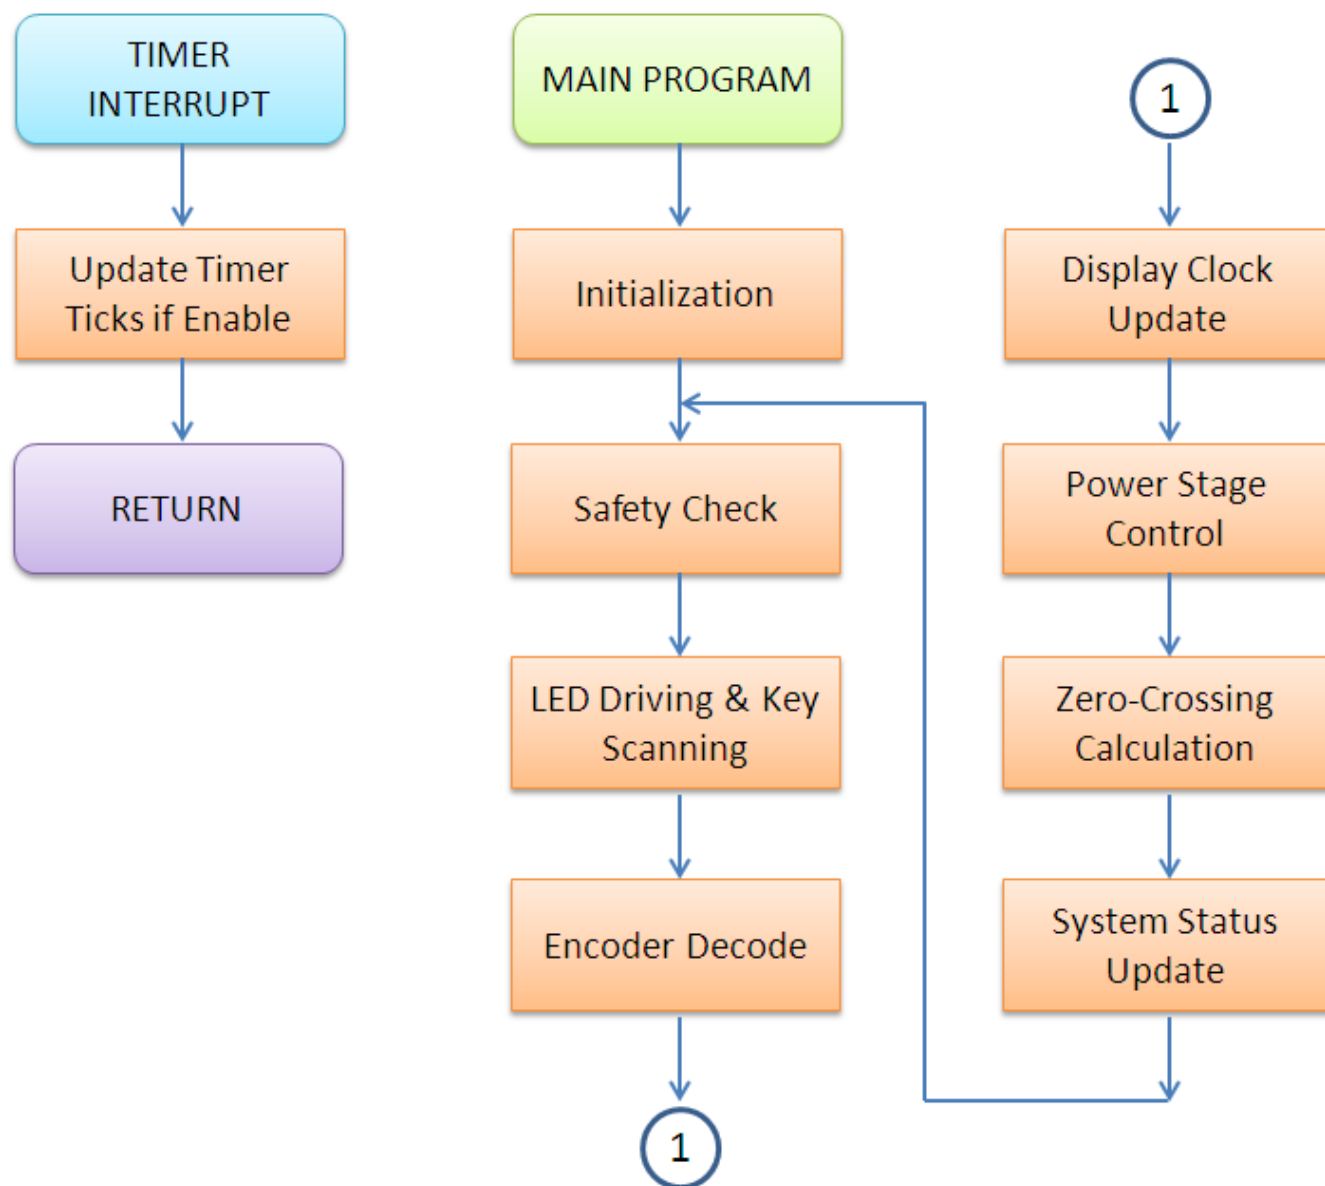 TIMER
INTERRUPT
Update Timer
Ticks if Enable
RETURN
MAIN PROGRAM
Initialization
Safety Check
LED Driving & Key
Scanning
Encoder Decode
1
1
Display Clock
Update
Power Stage
Control
Zero-Crossing
Calculation
System Status
Update